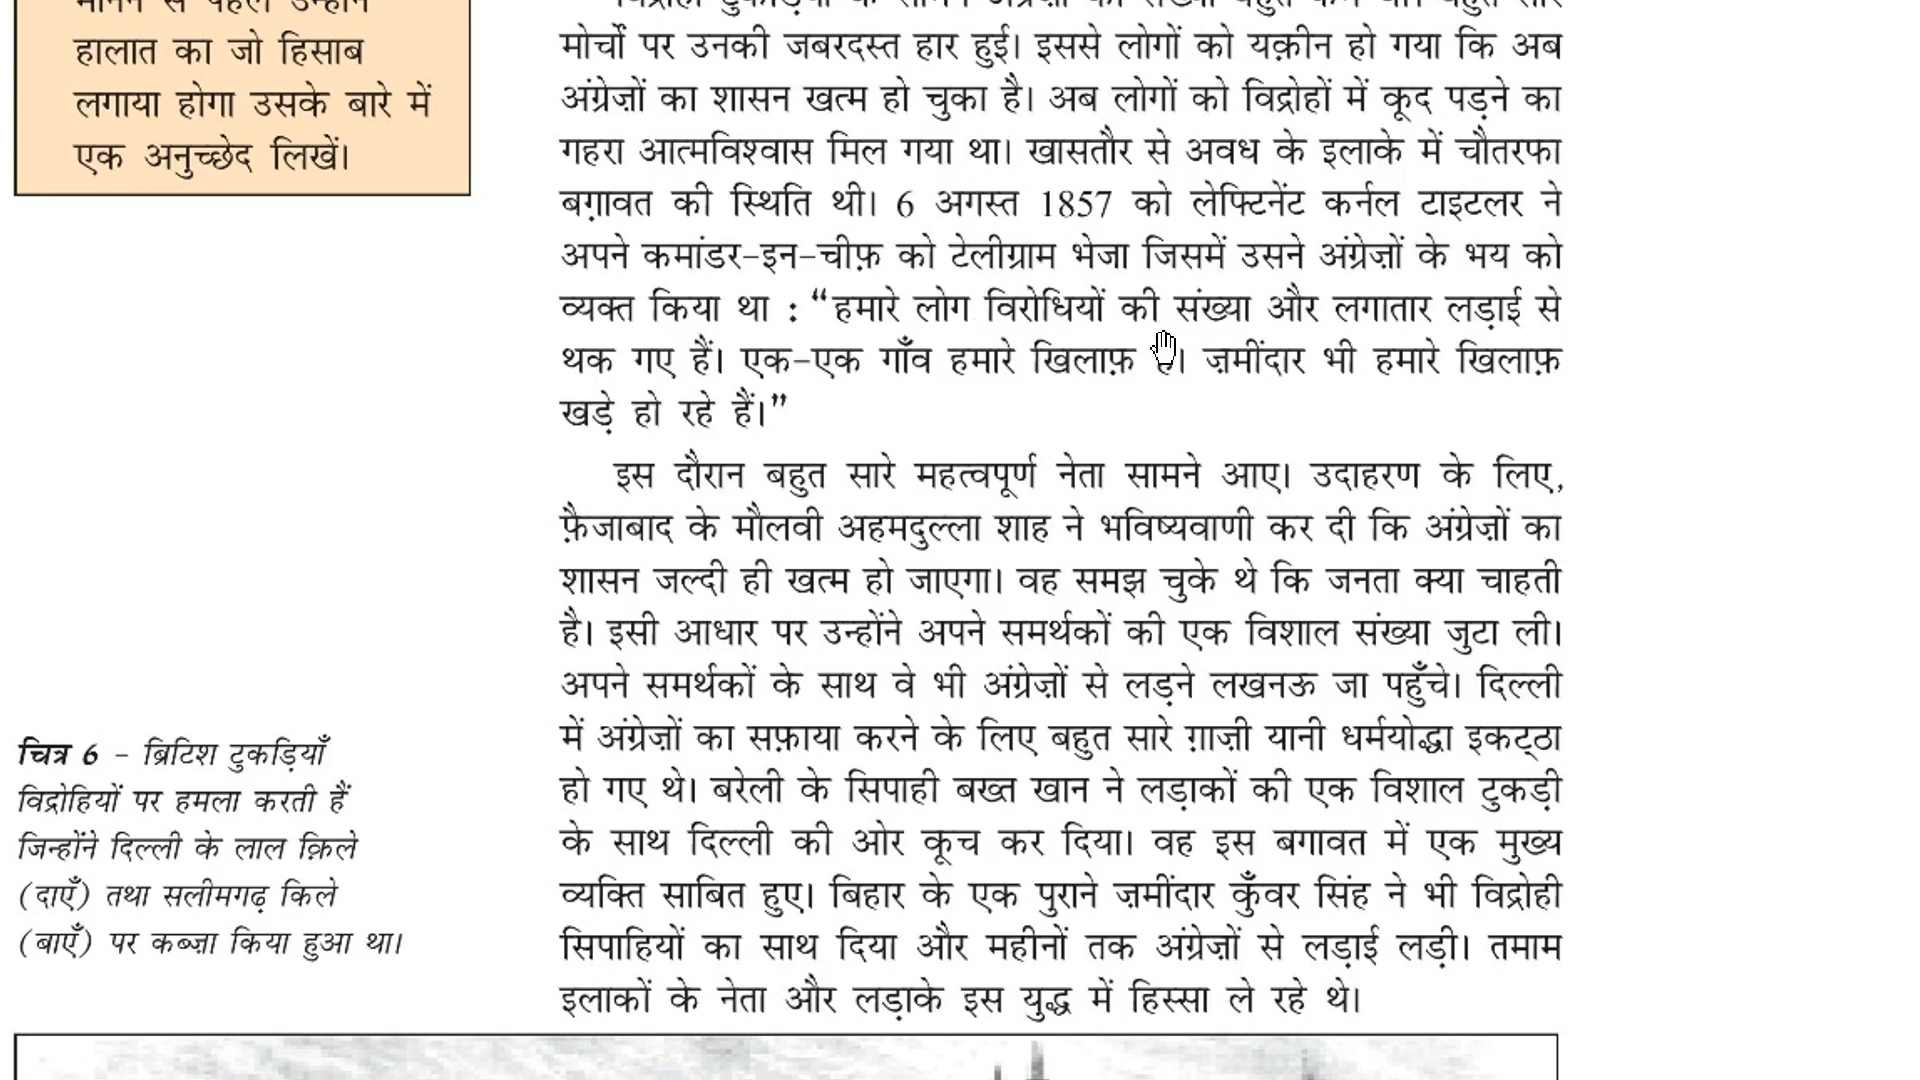 हालात का जो हिसाब
लगाया होगा उसके बारे में
एक अनुच्छेद लिखें।
मोर्चों पर उनकी जबरदस्त हार हुई। इससे लोगों को यक़ीन हो गया कि अब
अंग्रेज़ों का शासन खत्म हो चुका है। अब लोगों को विद्रोहों में कूद पड़ने का
गहरा आत्मविश्वास मिल गया था। खासतौर से अवध के इलाके में चौतरफा
बग़ावत की स्थिति थी। 6 अगस्त 1857 को लेफ्टिनेंट कर्नल टाइटलर ने
अपने कमांडर-इन-चीफ़ को टेलीग्राम भेजा जिसमें उसने अंग्रेज़ों के भय को
व्यक्त किया था : “हमारे लोग विरोधियों की संख्या और लगातार लड़ाई से
थक गए हैं। एक-एक गाँव हमारे खिलाफ़ है। ज़मींदार भी हमारे खिलाफ़
खड़े हो रहे हैं।”
इस दौरान बहुत सारे महत्वपूर्ण नेता सामने आए। उदाहरण के लिए,
फ़ैजाबाद के मौलवी अहमदुल्ला शाह ने भविष्यवाणी कर दी कि अंग्रेज़ों का
शासन जल्दी ही खत्म हो जाएगा। वह समझ चुके थे कि जनता क्या चाहती
है। इसी आधार पर उन्होंने अपने समर्थकों की एक विशाल संख्या जुटा ली।
अपने समर्थकों के साथ वे भी अंग्रेज़ों से लड़ने लखनऊ जा पहुँचे। दिल्ली
में अंग्रेज़ों का सफ़ाया करने के लिए बहुत सारे ग़ाज़ी यानी धर्मयोद्धा इकट्ठा
हो गए थे। बरेली के सिपाही बख्त खान ने लड़ाकों की एक विशाल टुकड़ी
के साथ दिल्ली की ओर कूच कर दिया। वह इस बगावत में एक मुख्य
व्यक्ति साबित हुए। बिहार के एक पुराने ज़मींदार कुँवर सिंह ने भी विद्रोही
सिपाहियों का साथ दिया और महीनों तक अंग्रेज़ों से लड़ाई लड़ी। तमाम
इलाकों के नेता और लड़ाके इस युद्ध में हिस्सा ले रहे थे।
चित्र 6 - ब्रिटिश टुकड़ियाँ
विद्रोहियों पर हमला करती हैं
जिन्होंने दिल्ली के लाल क़िले
(दाएँ) तथा सलीमगढ़ किले
(बाएँ) पर कब्ज़ा किया हुआ था।